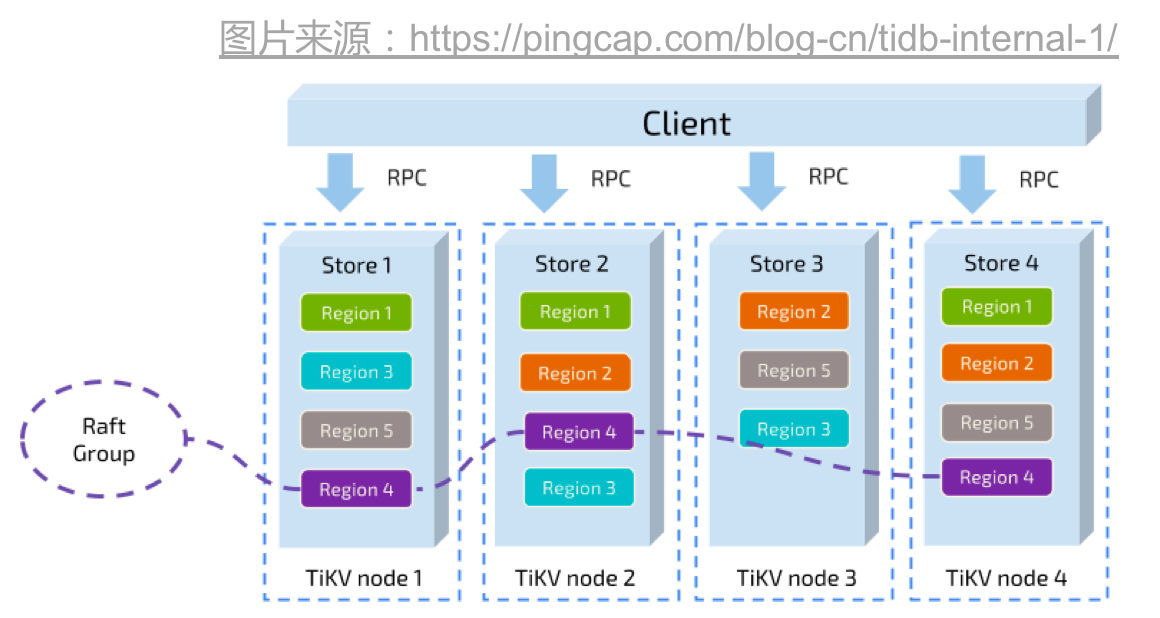 图片来源：https://pingcap.com/blog-cn/tidb-internal-1/
Client
RPC
RPC
RPC
RPC
Store 1
Region 1
Region 3
Region 5
Region 4
TiKV node 1
Store 2
Region 1
Region 2
Region 4
Region 3
TiKV node 2
Store 3
Region 2
Region 5
Region 3
TiKV node 3
Store 4
Region 1
Region 2
Region 5
Region 4
TiKV node 4
Raft
Group